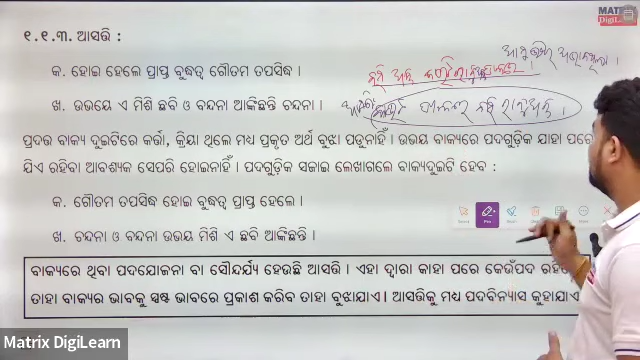 MAT
DigiL
୧.୧.୩. ଆସତ୍ତି :
କ. ହୋଇ ହେଲେ ପ୍ରାପ୍ତ ବୁଦ୍ଧତ୍ୱ ଗୌତମ ତପସିଦ୍ଧ ।
ଖ. ଉଭୟେ ଏ ମିଶି ଛବି ଓ ବନ୍ଦନା ଆଙ୍କିଛନ୍ତି ଚନ୍ଦନା ।
ପ୍ରଦତ୍ତ ବାକ୍ୟ ଦୁଇଟିରେ କର୍ତ୍ତା, କ୍ରିୟା ଥିଲେ ମଧ୍ୟ ପ୍ରକୃତ ଅର୍ଥ ବୁଝା ପଡୁନାହିଁ । ଉଭୟ ବାକ୍ୟରେ ପଦଗୁଡ଼ିକ ଯାହା ପରେ
ଯିଏ ରହିବା ଆବଶ୍ୟକ ସେପରି ହୋଇନାହିଁ । ପଦଗୁଡ଼ିକ ସଜାଇ ଲେଖାଗଲେ ବାକ୍ୟଦୁଇଟି ହେବ :
କ. ଗୌତମ ତପସିଦ୍ଧ ହୋଇ ବୁଦ୍ଧତ୍ୱ ପ୍ରାପ୍ତ ହେଲେ ।
ଖ. ଚନ୍ଦନା ଓ ବନ୍ଦନା ଉଭୟ ମିଶି ଏ ଛବି ଆଙ୍କିଛନ୍ତି ।
ବାକ୍ୟରେ ଥିବା ପଦଯୋଜନା ବା ସୌନ୍ଦର୍ଯ୍ୟ ହେଉଛି ଆସତ୍ତି । ଏହା ଦ୍ୱାରା କାହା ପରେ କେଉଁପଦ
ତାହା ବାକ୍ୟର ଭାବକୁ ସ୍ପଷ୍ଟ ଭାବରେ ପ୍ରକାଶ କରିବ ତାହା ବୁଝାଯାଏ । ଆସତ୍ତିକୁ ମଧ୍ୟ ପଦବିନ୍ୟାସ କୁହାଯାଏ
Matrix DigiLearn